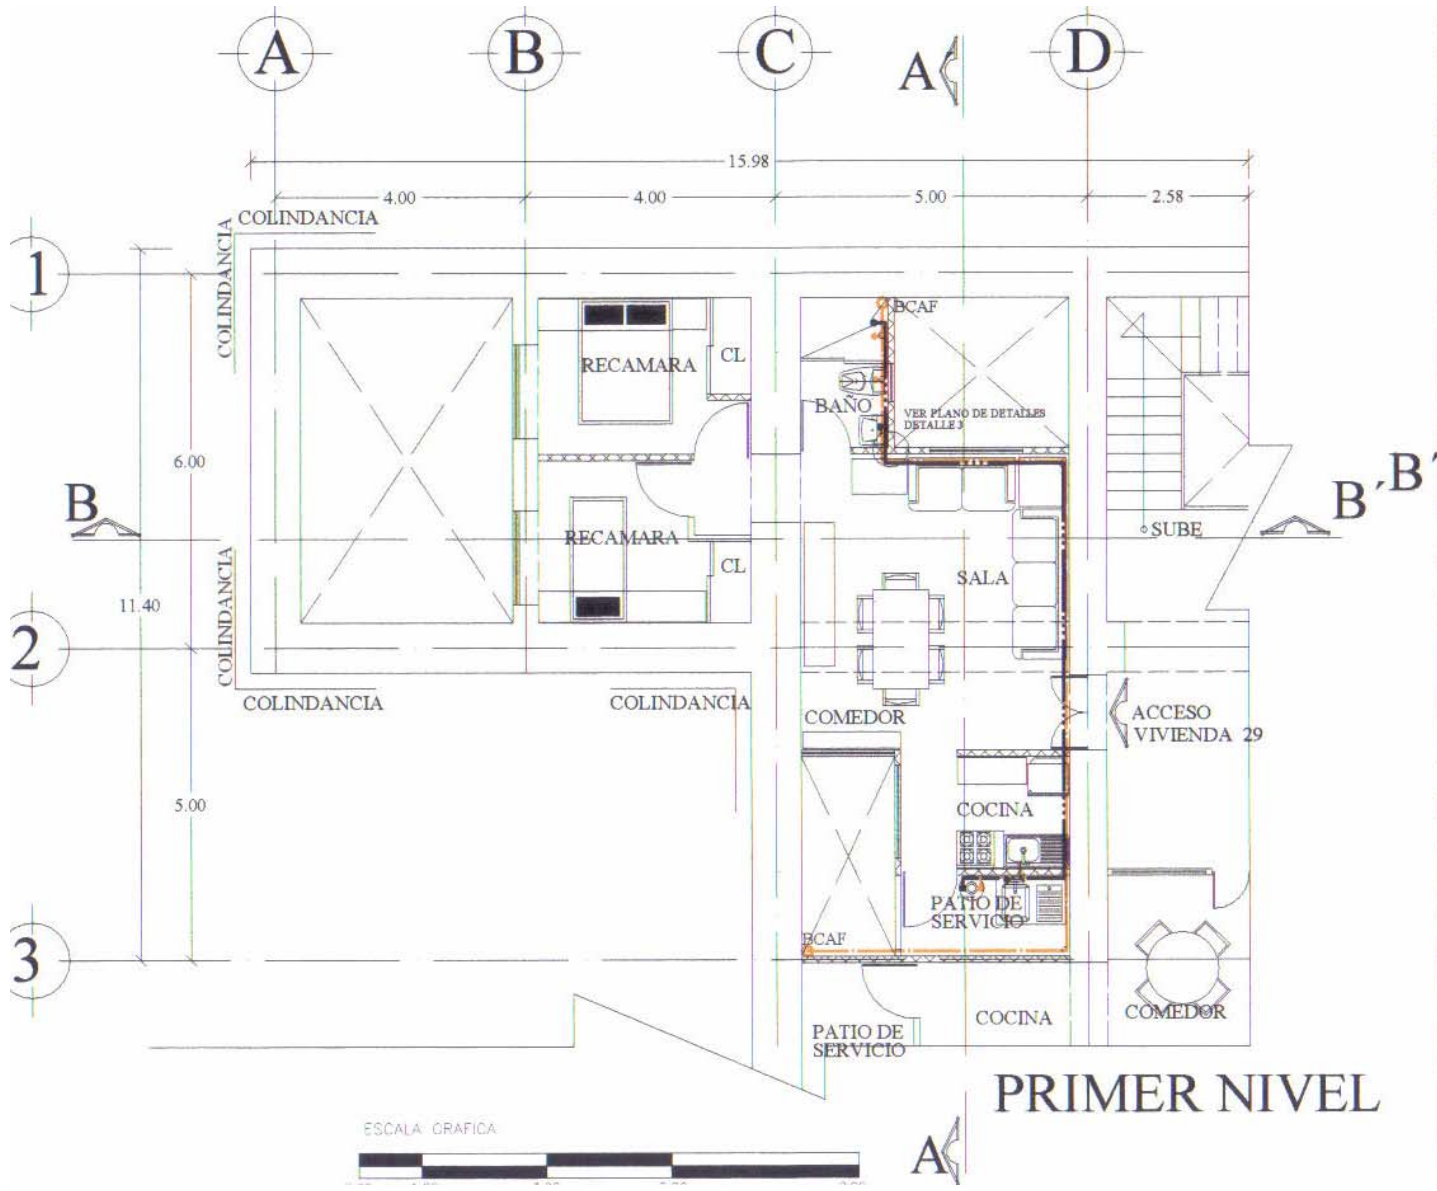 A
B
C
D
A
15.98
4.00
4.00
5.00
2.58
COLINDANCIA
COLINDANCIA
1
BCAF
RECAMARA
CL
BAÑO
VER PLANO DE DETALLES
DETALLE 3
6.00
B
B´
B´
SUBE
RECAMARA
CL
SALA
11.40
COLINDANCIA
2
COLINDANCIA
COLINDANCIA
COMEDOR
ACCESO
VIVIENDA 29
5.00
COCINA
PATIO DE
SERVICIO
BCAF
3
COMEDOR
COCINA
PATIO DE
SERVICIO
PRIMER NIVEL
ESCALA GRAFICA
A